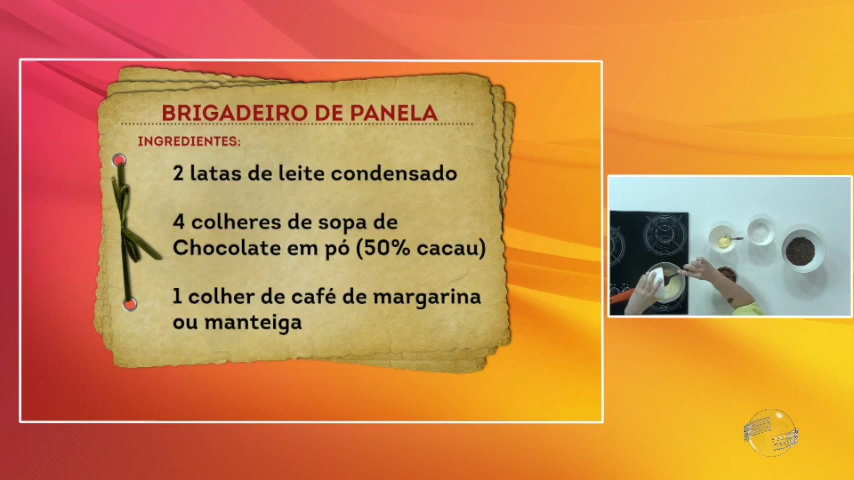 BRIGADEIRO DE PANELA
INGREDIENTES:
2 latas de leite condensado
4 colheres de sopa de
Chocolate em pó (50% cacau)
1 colher de café de margarina
ou manteiga